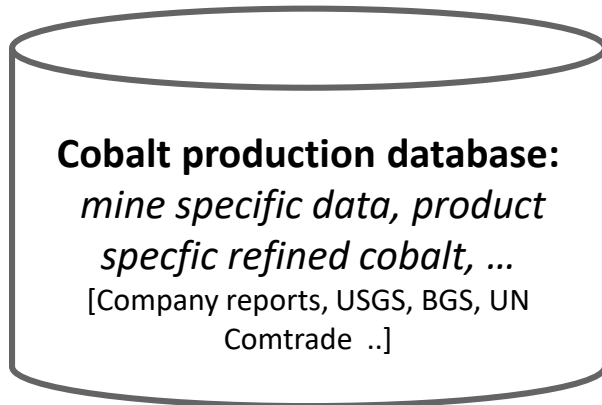 Cobalt production database:
mine specific data, product
specfic refined cobalt, …
[Company reports, USGS, BGS, UN
Comtrade  ..]